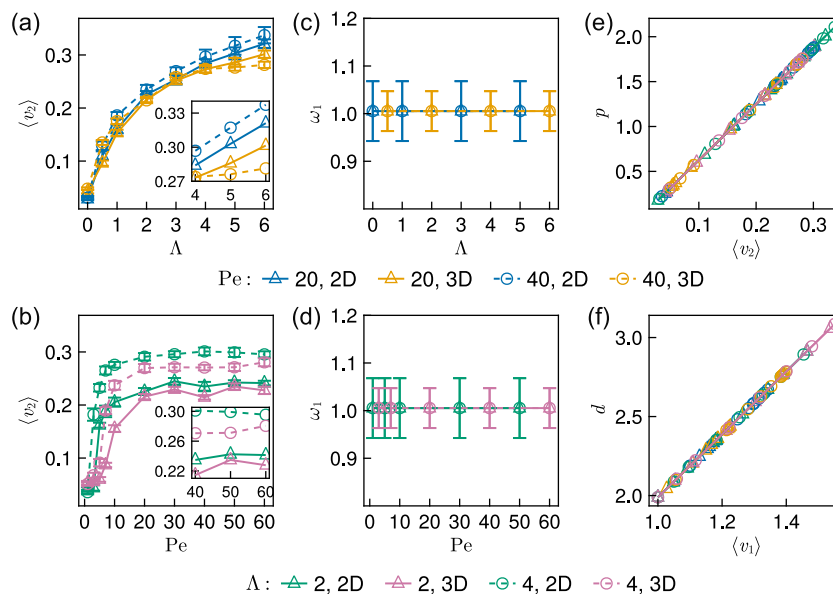 (a)
⟨v₂⟩
0.3
0.2
0.1
0.33
0.30
0.27
4 5 6
0 1 2 3 4 5 6
Λ
(c)
ω₁
1.2
1.1
1.0
0.9
0 1 2 3 4 5 6
Λ
(e)
p
2.0
1.5
1.0
0.5
0.1 0.2 0.3
⟨v₂⟩
Pe : 20, 2D 20, 3D 40, 2D 40, 3D
(b)
⟨v₂⟩
0.3
0.2
0.1
0.30
0.26
0.22
40 50 60
0 10 20 30 40 50 60
Pe
(d)
ω₁
1.2
1.1
1.0
0.9
0 10 20 30 40 50 60
Pe
(f)
d
3.0
2.5
2.0
1.0 1.2 1.4
⟨v₁⟩
Λ : 2, 2D 2, 3D 4, 2D 4, 3D